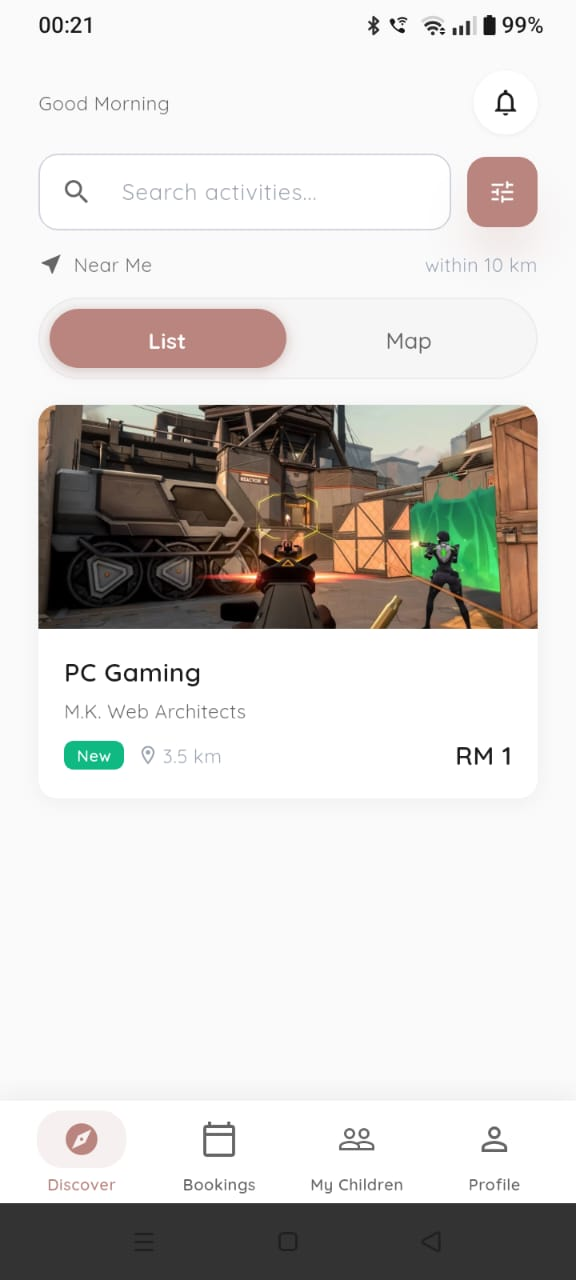 00:21 99%
Good Morning
Search activities...
Near Me within 10 km
List Map
REACTOR
PC Gaming
M.K. Web Architects
New 3.5 km RM 1
Discover Bookings My Children Profile